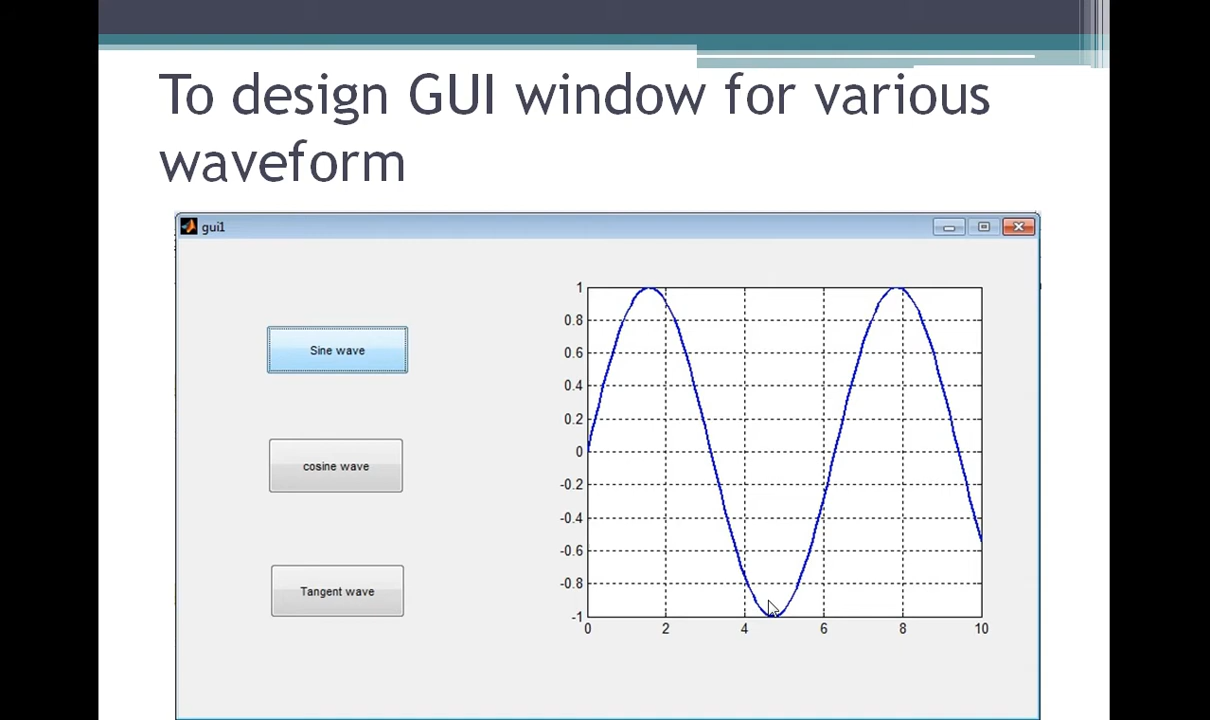 To design GUI window for various
waveform
gui1
Sine wave
cosine wave
Tangent wave
1
0.8
0.6
0.4
0.2
0
-0.2
-0.4
-0.6
-0.8
-1
0 2 4 6 8 10